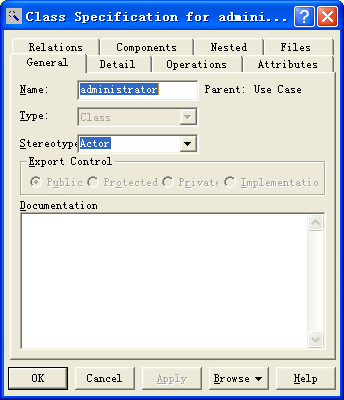 Class Specification for admini...
Relations Components Nested Files
General Detail Operations Attributes
Name: administrator Parent: Use Case
Type: Class
Stereotype Actor
Export Control
Public Protected Private Implementatio
Documentation
OK Cancel Apply Browse Help